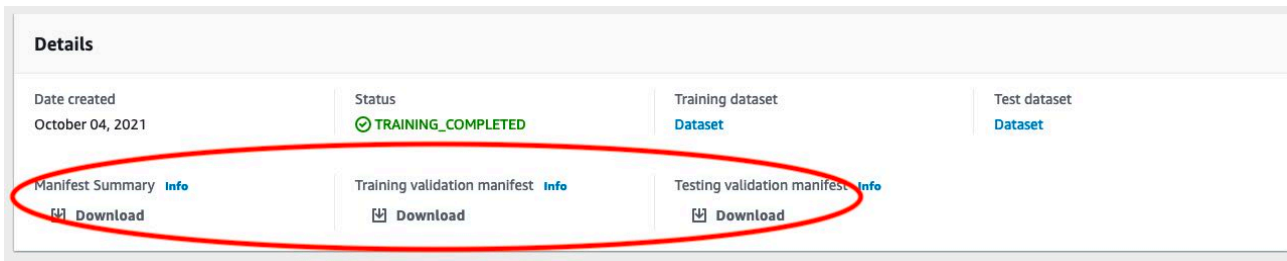 Details
Date created
Status
Training dataset
Test dataset
October 04, 2021
TRAINING_COMPLETED
Dataset
Dataset
Manifest Summary Info
Training validation manifest Info
Testing validation manifest Info
Download
Download
Download